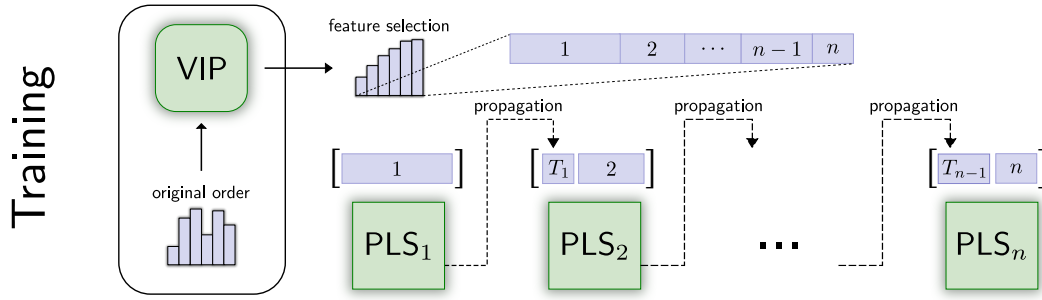 Training
VIP
original order
feature selection
1 2 ⋯ n − 1 n
propagation propagation propagation
[ 1 ] [ T₁ 2 ] [ Tₙ₋₁ n ]
PLS₁ PLS₂ ... PLSₙ